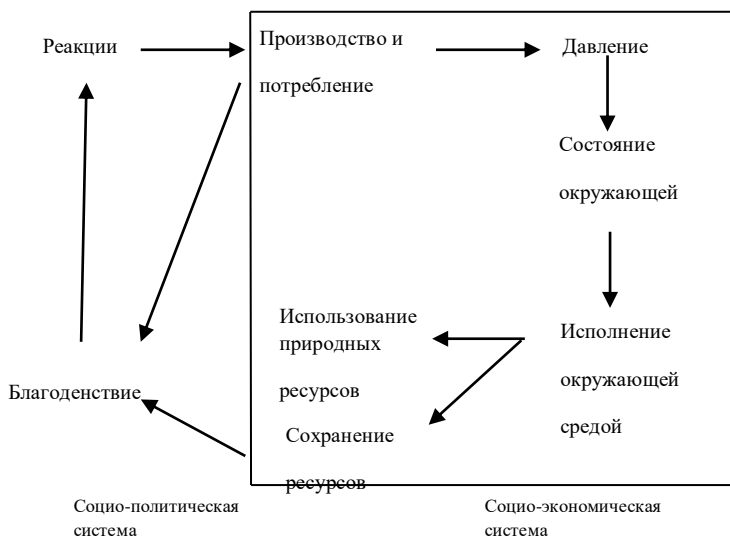 Реакции
Производство и
потребление
Давление
Состояние
окружающей
Использование
природных
ресурсов
Исполнение
окружающей
средой
Благоденствие
Сохранение
ресурсов
Социо-политическая
система
Социо-экономическая
система